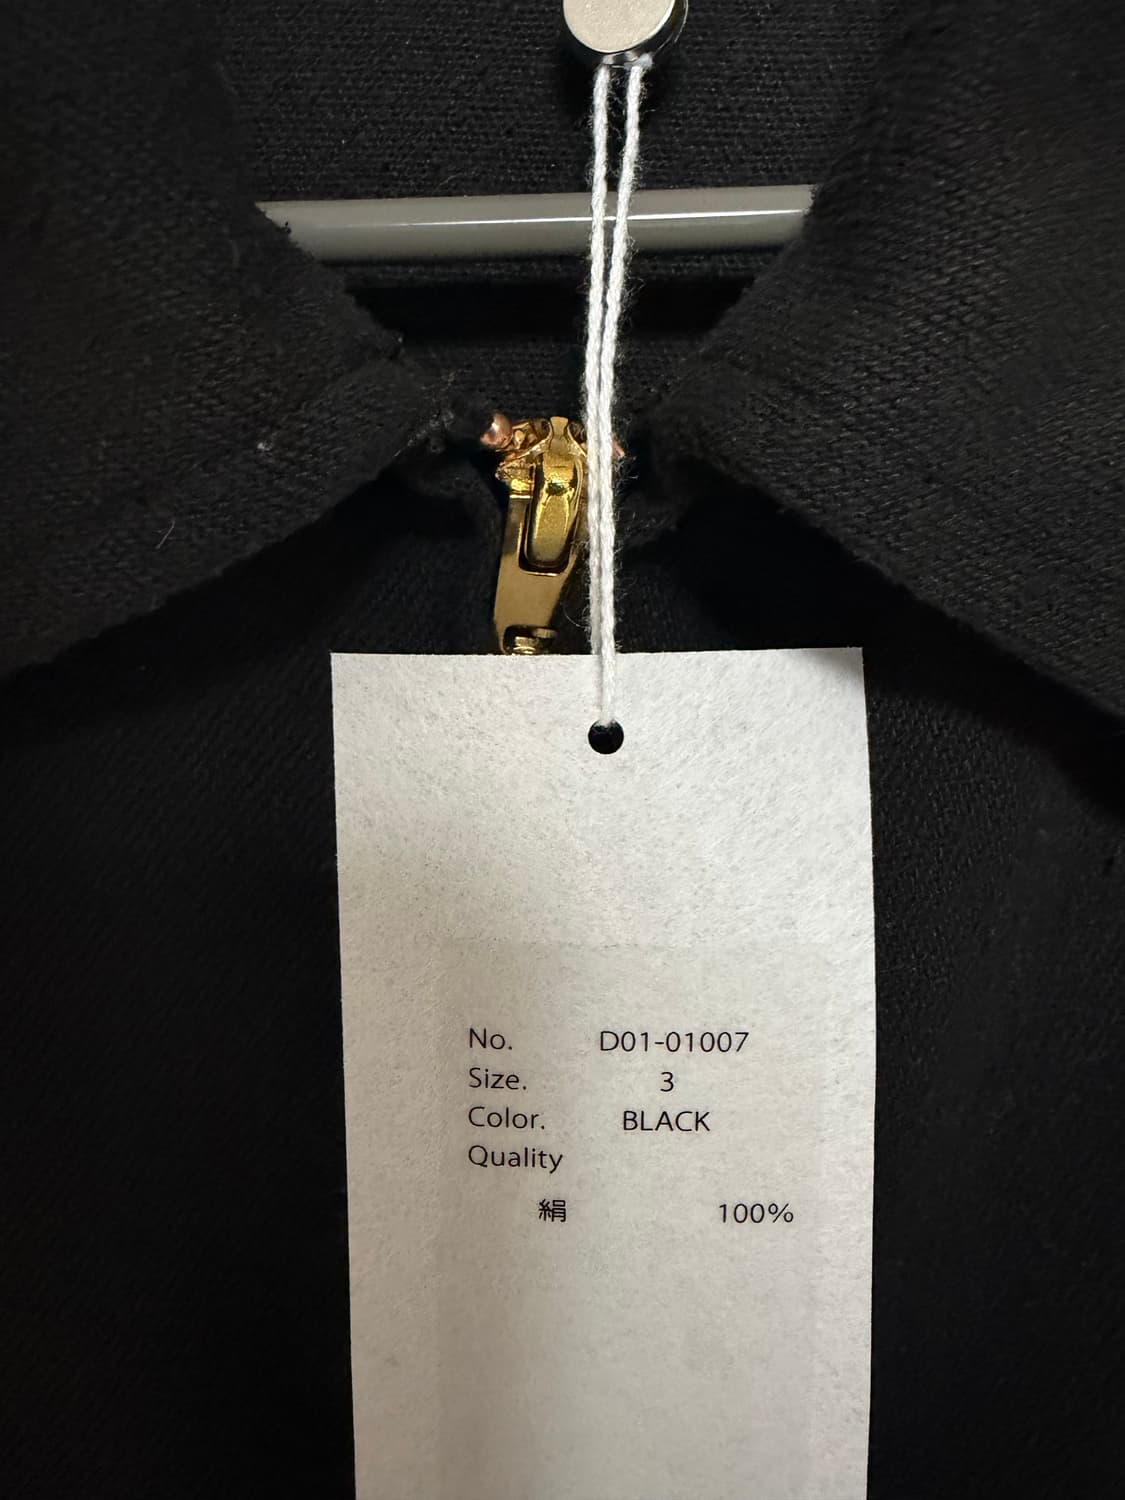 No. D01-01007
Size. 3
Color. BLACK
Quality
絹 100%